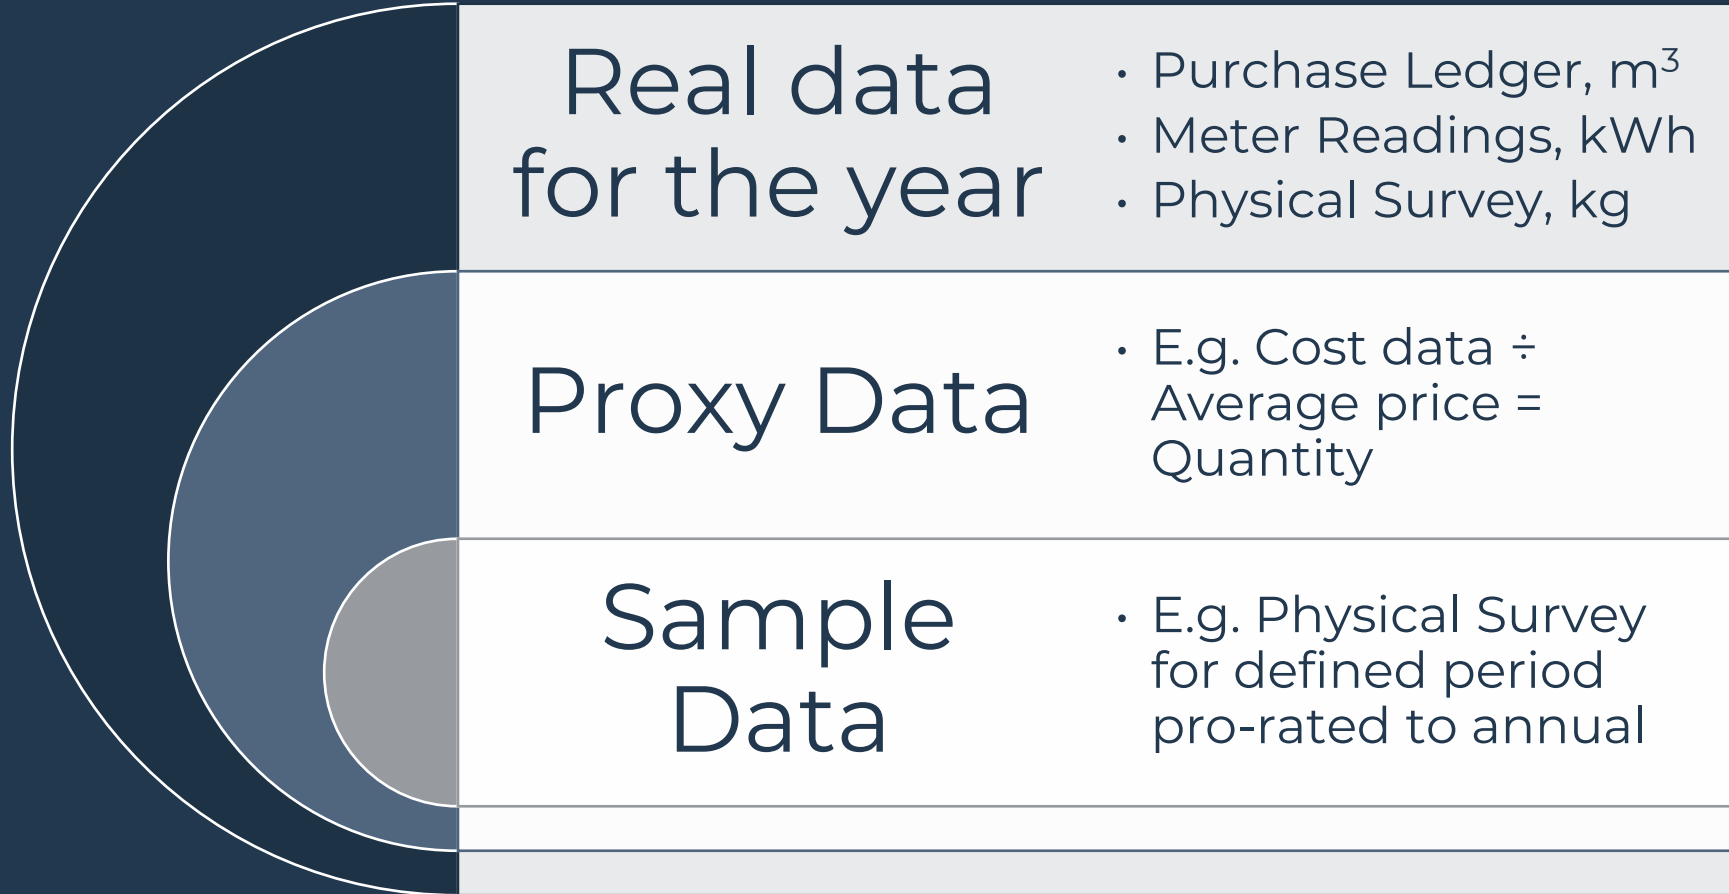 Real data
for the year
• Purchase Ledger, m³
• Meter Readings, kWh
• Physical Survey, kg
Proxy Data
• E.g. Cost data ÷
Average price =
Quantity
Sample
Data
• E.g. Physical Survey
for defined period
pro-rated to annual